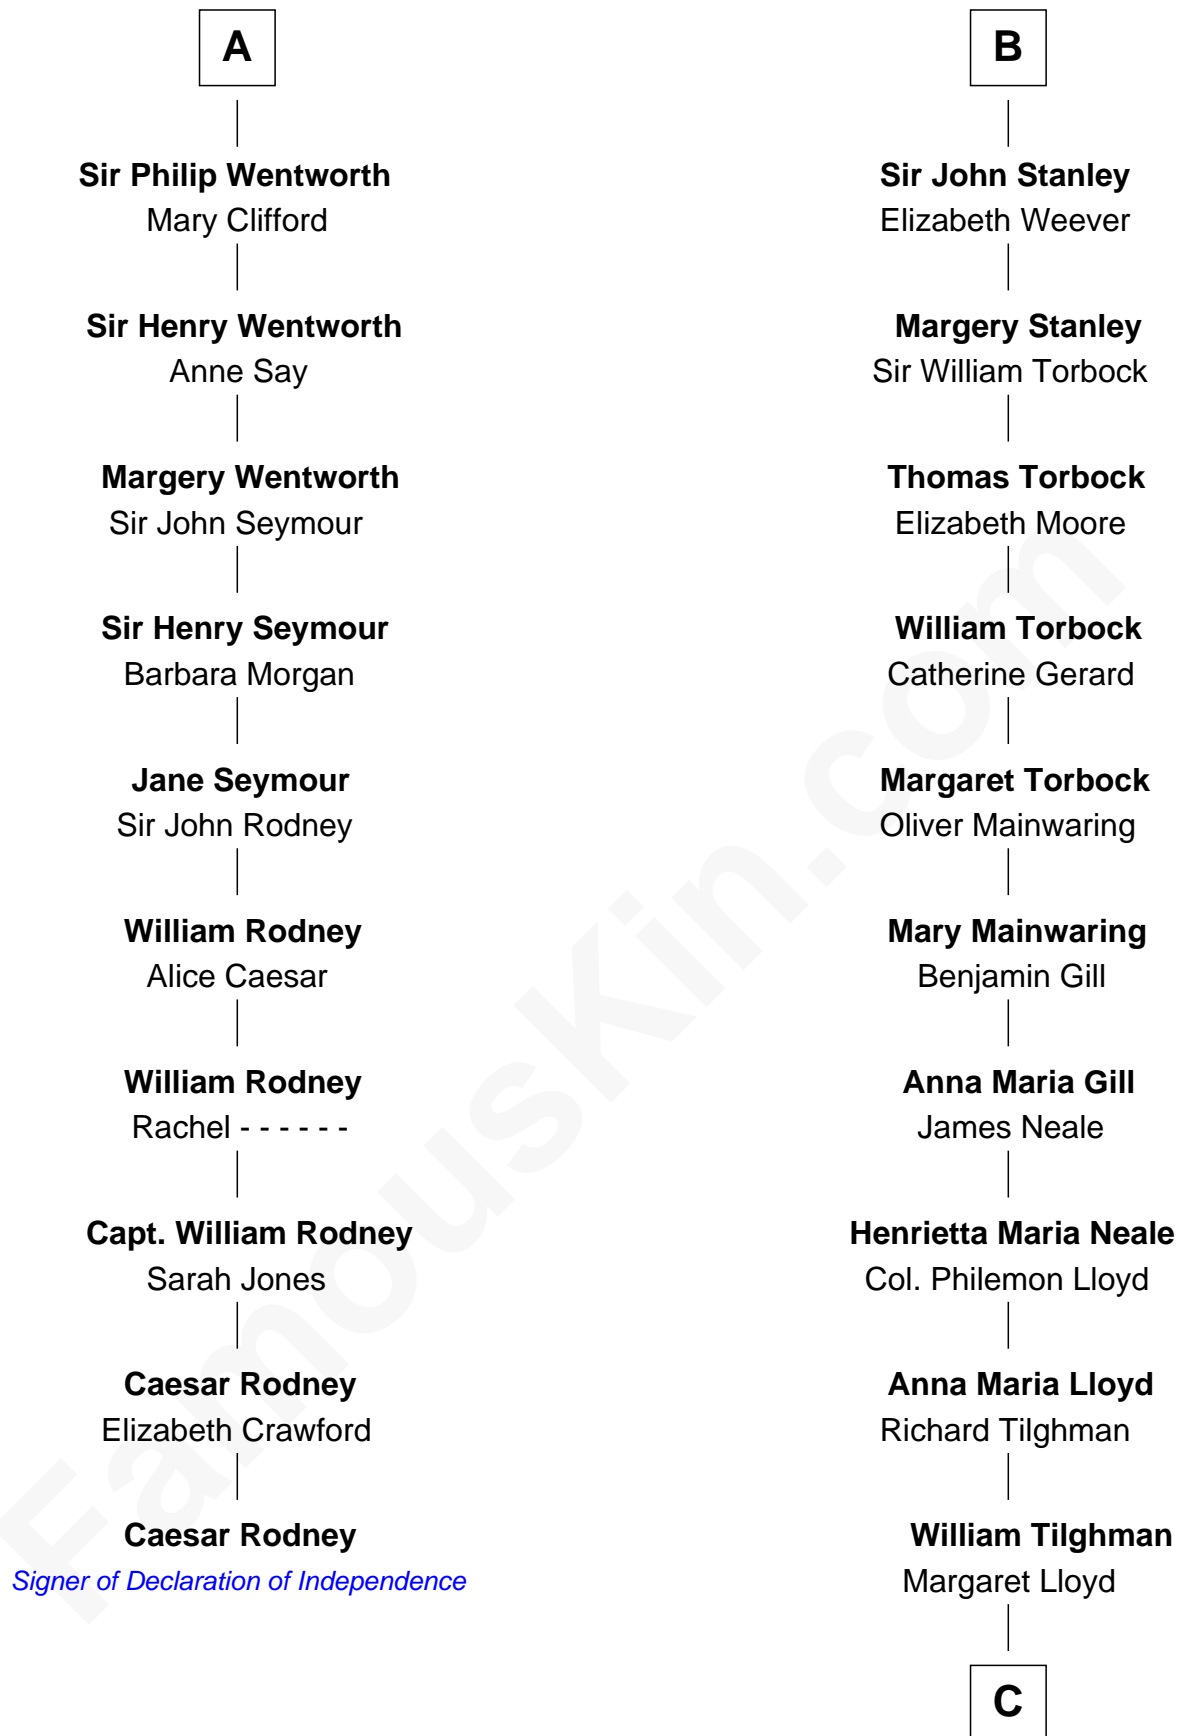 A
Sir Philip Wentworth
Mary Clifford
Sir Henry Wentworth
Anne Say
Margery Wentworth
Sir John Seymour
Sir Henry Seymour
Barbara Morgan
Jane Seymour
Sir John Rodney
William Rodney
Alice Caesar
William Rodney
Rachel - - - - - -
Capt. William Rodney
Sarah Jones
Caesar Rodney
Elizabeth Crawford
Caesar Rodney
Signer of Declaration of Independence
B
Sir John Stanley
Elizabeth Weever
Margery Stanley
Sir William Torbock
Thomas Torbock
Elizabeth Moore
William Torbock
Catherine Gerard
Margaret Torbock
Oliver Mainwaring
Mary Mainwaring
Benjamin Gill
Anna Maria Gill
James Neale
Henrietta Maria Neale
Col. Philemon Lloyd
Anna Maria Lloyd
Richard Tilghman
William Tilghman
Margaret Lloyd
C
FamousKin.com